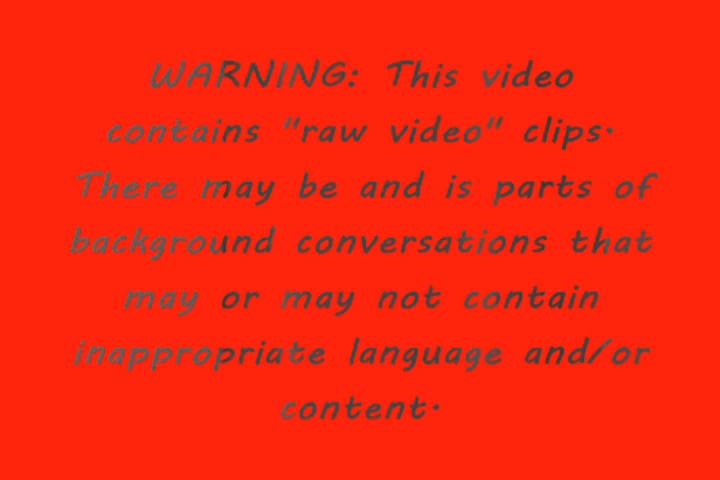 WARNING: This video
contains "raw video" clips.
There may be and is parts of
background conversations that
may or may not contain
inappropriate language and/or
content.